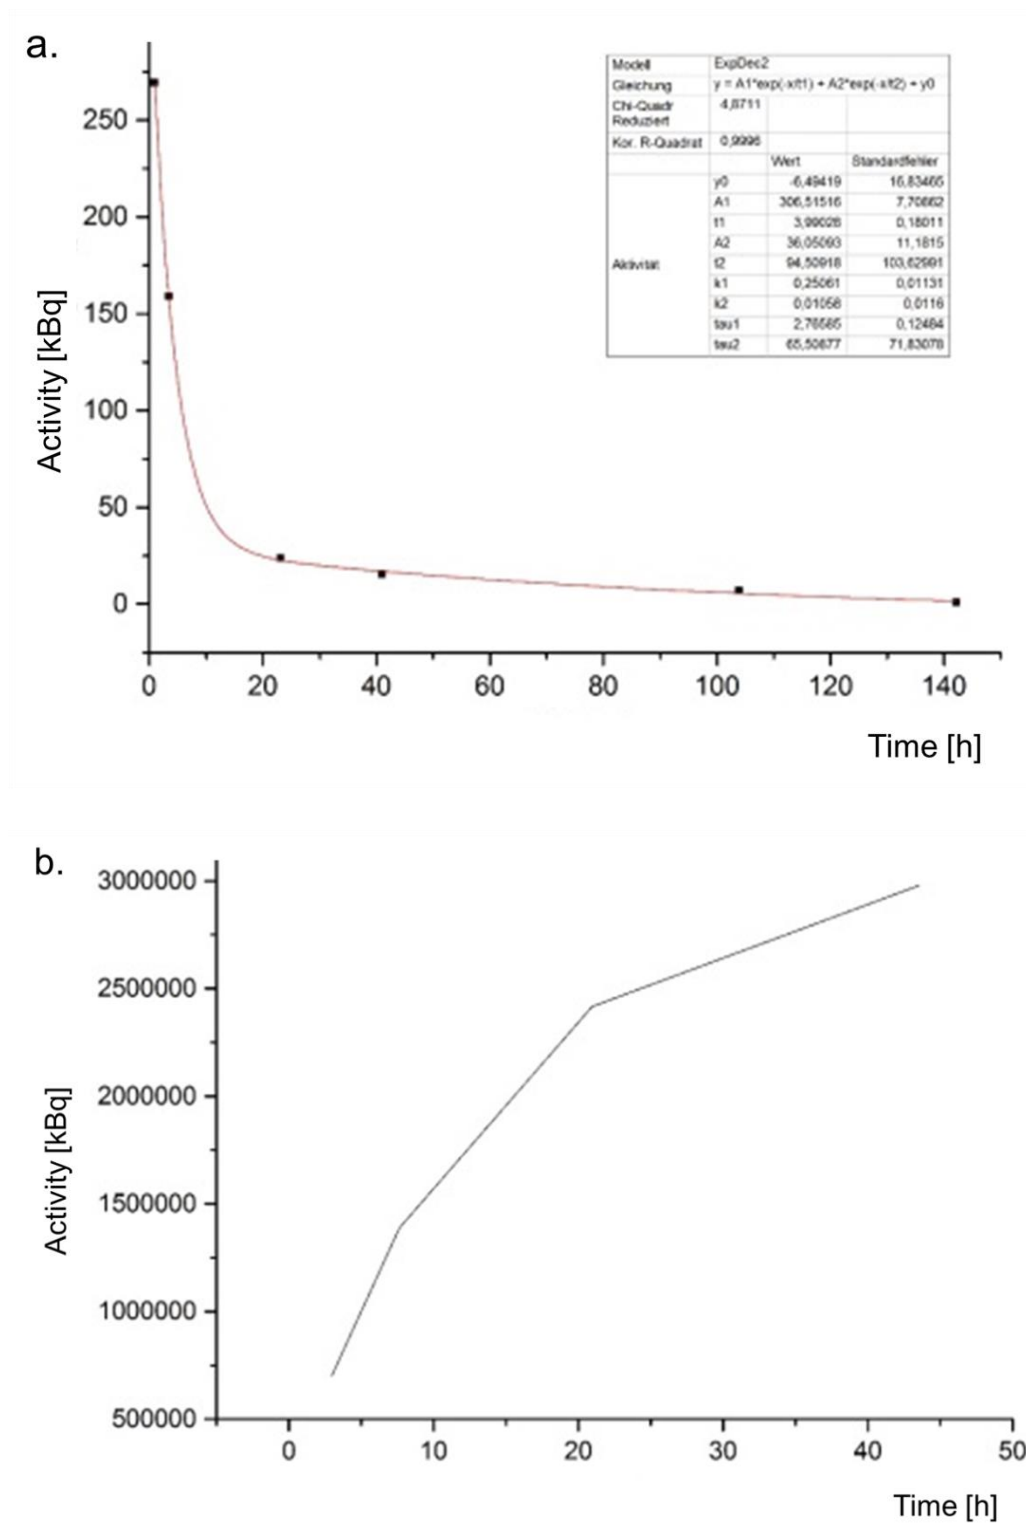 a.
Activity [kBq]
250
200
150
100
50
0
Modell ExpDec2
Gleichung y = A1*exp(-x/t1) + A2*exp(-x/t2) + y0
Chi-Quadr Reduziert 4,8711
Kor. R-Quadrat 0,9996
Wert Standardfehler
Aktivität
y0 -6,49419 16,83465
A1 306,51516 7,70862
t1 3,99026 0,18011
A2 36,05093 11,1815
t2 94,50918 103,62991
k1 0,25061 0,01131
k2 0,01058 0,0116
tau1 2,76585 0,12484
tau2 65,50877 71,83078
0 20 40 60 80 100 120 140
Time [h]
b.
Activity [kBq]
3000000
2500000
2000000
1500000
1000000
500000
0 10 20 30 40 50
Time [h]